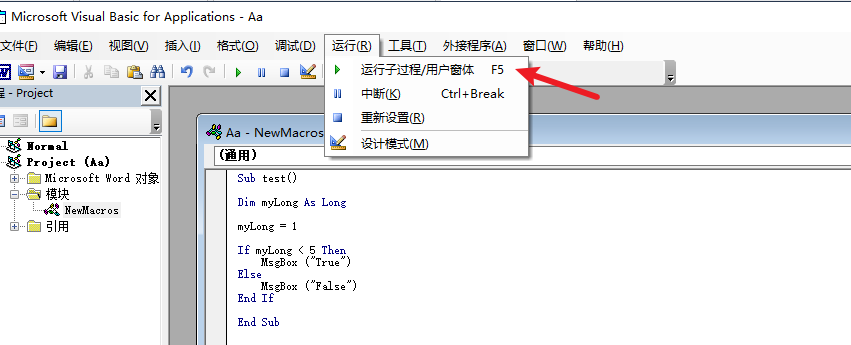 Microsoft Visual Basic for Applications - Aa
文件(F) 编辑(E) 视图(V) 插入(I) 格式(O) 调试(D) 运行(R) 工具(T) 外接程序(A) 窗口(W) 帮助(H)
运行子过程/用户窗体 F5
中断(K) Ctrl+Break
重新设置(R)
设计模式(M)
程 - Project
Normal
Project (Aa)
Microsoft Word 对象
模块
NewMacros
引用
Aa - NewMacros
(通用)
Sub test()
Dim myLong As Long
myLong = 1
If myLong < 5 Then
MsgBox ("True")
Else
MsgBox ("False")
End If
End Sub